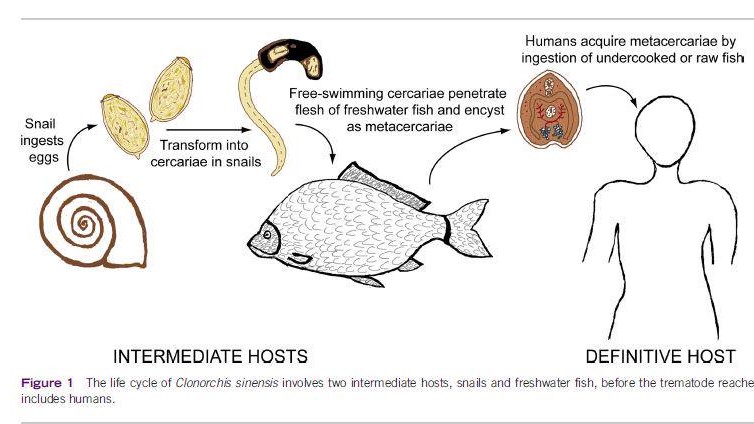 Humans acquire metacercariae by
ingestion of undercooked or raw fish
Free-swimming cercariae penetrate
flesh of freshwater fish and encyst
as metacercariae
Snail
ingests
eggs
Transform into
cercariae in snails
INTERMEDIATE HOSTS
DEFINITIVE HOST
Figure 1 The life cycle of Clonorchis sinensis involves two intermediate hosts, snails and freshwater fish, before the trematode reache
includes humans.